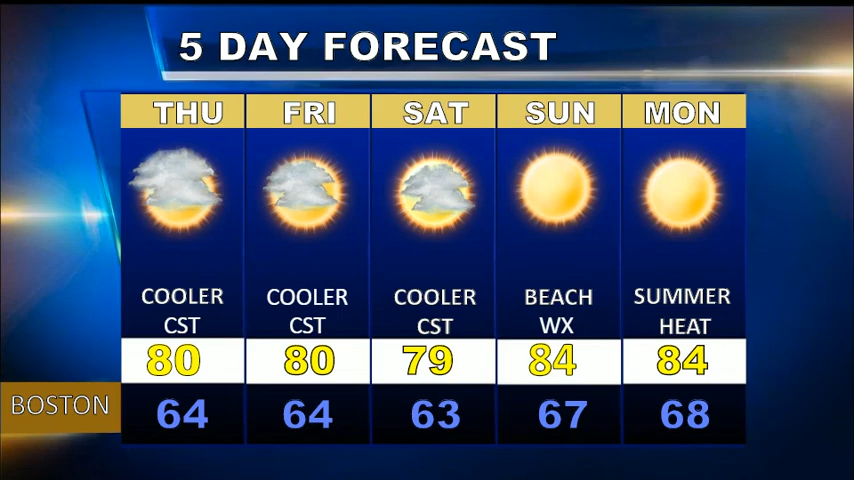 5 DAY FORECAST
THU FRI SAT SUN MON
COOLER COOLER COOLER BEACH SUMMER
CST CST CST WX HEAT
80 80 79 84 84
BOSTON 64 64 63 67 68